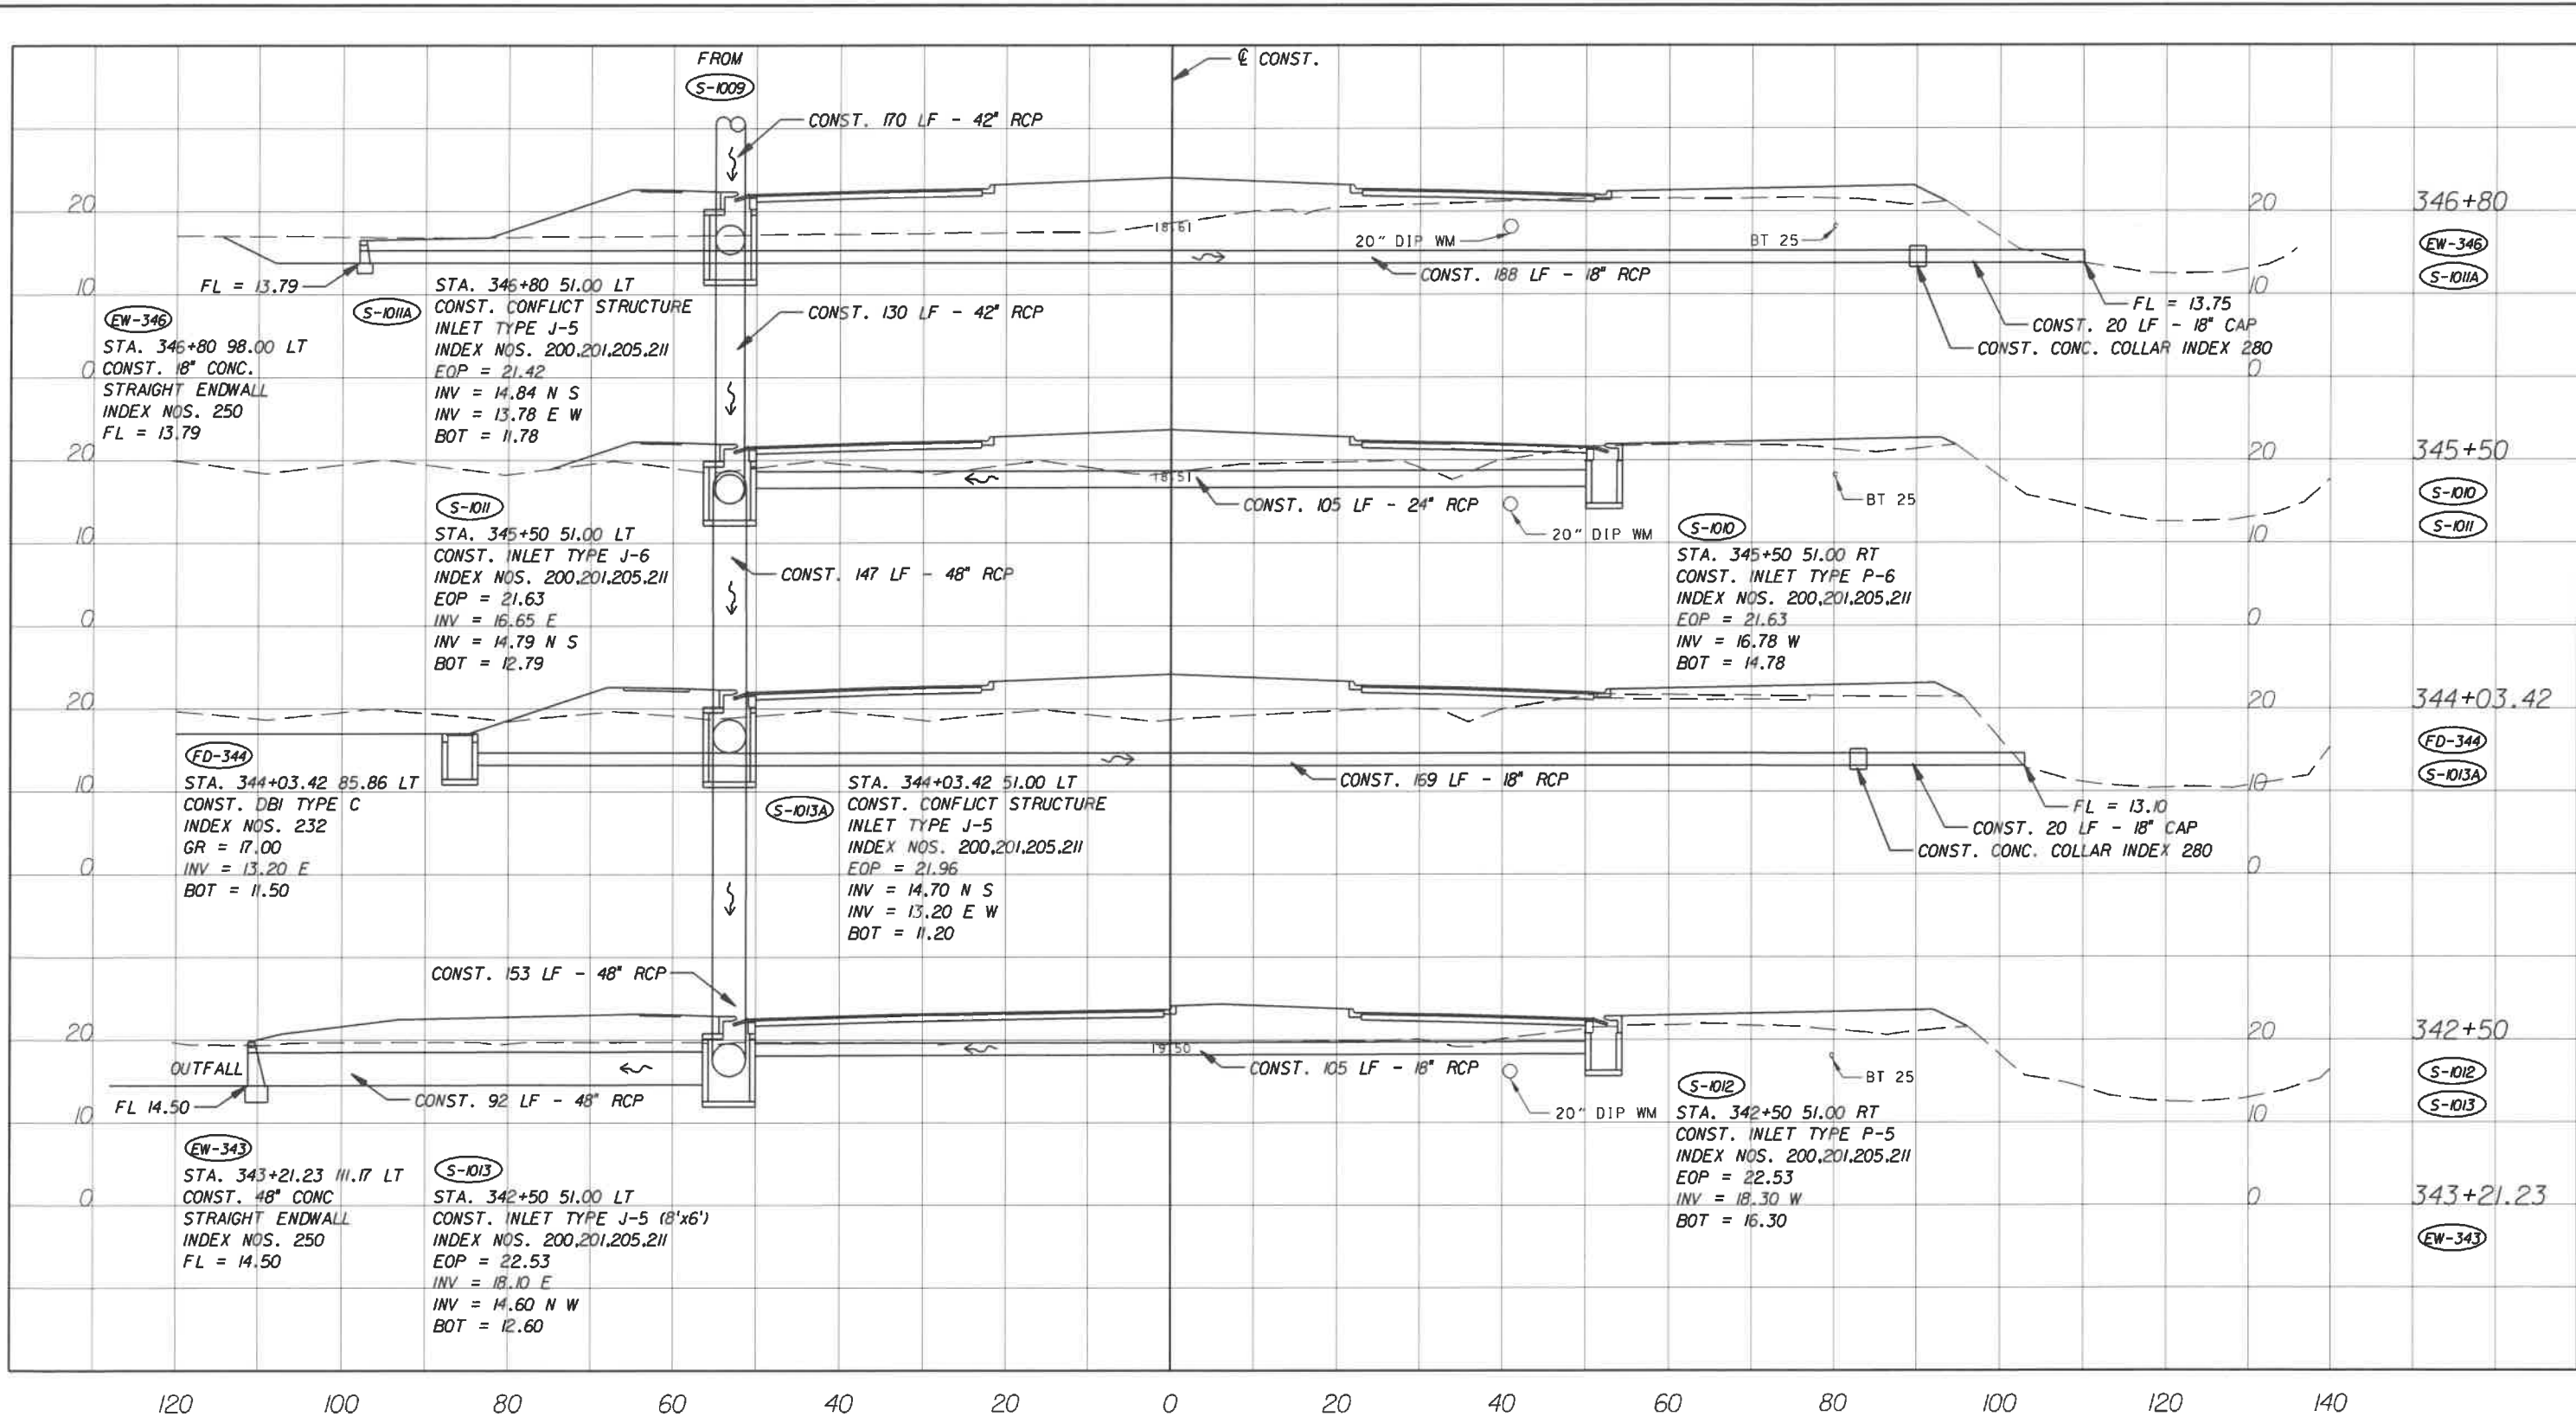 FROM
S-1009
℄ CONST.
CONST. 170 LF - 42" RCP
20
20
346+80
18.61
20" DIP WM
BT 25
EW-346
S-1011A
CONST. 188 LF - 18" RCP
FL = 13.79
10
10
FL = 13.75
CONST. 20 LF - 18" CAP
CONST. CONC. COLLAR INDEX 280
EW-346
STA. 346+80 98.00 LT
CONST. 18" CONC.
STRAIGHT ENDWALL
INDEX NOS. 250
FL = 13.79
S-1011A
STA. 346+80 51.00 LT
CONST. CONFLICT STRUCTURE
INLET TYPE J-5
INDEX NOS. 200,201,205,211
EOP = 21.42
INV = 14.84 N S
INV = 13.78 E W
BOT = 11.78
CONST. 130 LF - 42" RCP
0
0
20
20
345+50
18.51
CONST. 105 LF - 24" RCP
20" DIP WM
BT 25
S-1010
S-1011
10
10
S-1011
STA. 345+50 51.00 LT
CONST. INLET TYPE J-6
INDEX NOS. 200,201,205,211
EOP = 21.63
INV = 16.65 E
INV = 14.79 N S
BOT = 12.79
CONST. 147 LF - 48" RCP
S-1010
STA. 345+50 51.00 RT
CONST. INLET TYPE P-6
INDEX NOS. 200,201,205,211
EOP = 21.63
INV = 16.78 W
BOT = 14.78
0
0
20
20
344+03.42
FD-344
S-1013A
FD-344
STA. 344+03.42 85.86 LT
CONST. DBI TYPE C
INDEX NOS. 232
GR = 17.00
INV = 13.20 E
BOT = 11.50
10
10
S-1013A
STA. 344+03.42 51.00 LT
CONST. CONFLICT STRUCTURE
INLET TYPE J-5
INDEX NOS. 200,201,205,211
EOP = 21.96
INV = 14.70 N S
INV = 13.20 E W
BOT = 11.20
CONST. 169 LF - 18" RCP
FL = 13.10
CONST. 20 LF - 18" CAP
CONST. CONC. COLLAR INDEX 280
0
0
CONST. 153 LF - 48" RCP
20
20
342+50
19.50
OUTFALL
FL 14.50
CONST. 92 LF - 48" RCP
CONST. 105 LF - 18" RCP
20" DIP WM
BT 25
S-1012
S-1013
10
10
EW-343
STA. 343+21.23 111.17 LT
CONST. 48" CONC
STRAIGHT ENDWALL
INDEX NOS. 250
FL = 14.50
S-1013
STA. 342+50 51.00 LT
CONST. INLET TYPE J-5 (8'x6')
INDEX NOS. 200,201,205,211
EOP = 22.53
INV = 18.10 E
INV = 14.60 N W
BOT = 12.60
S-1012
STA. 342+50 51.00 RT
CONST. INLET TYPE P-5
INDEX NOS. 200,201,205,211
EOP = 22.53
INV = 18.30 W
BOT = 16.30
0
0
343+21.23
EW-343
120 100 80 60 40 20 0 20 40 60 80 100 120 140